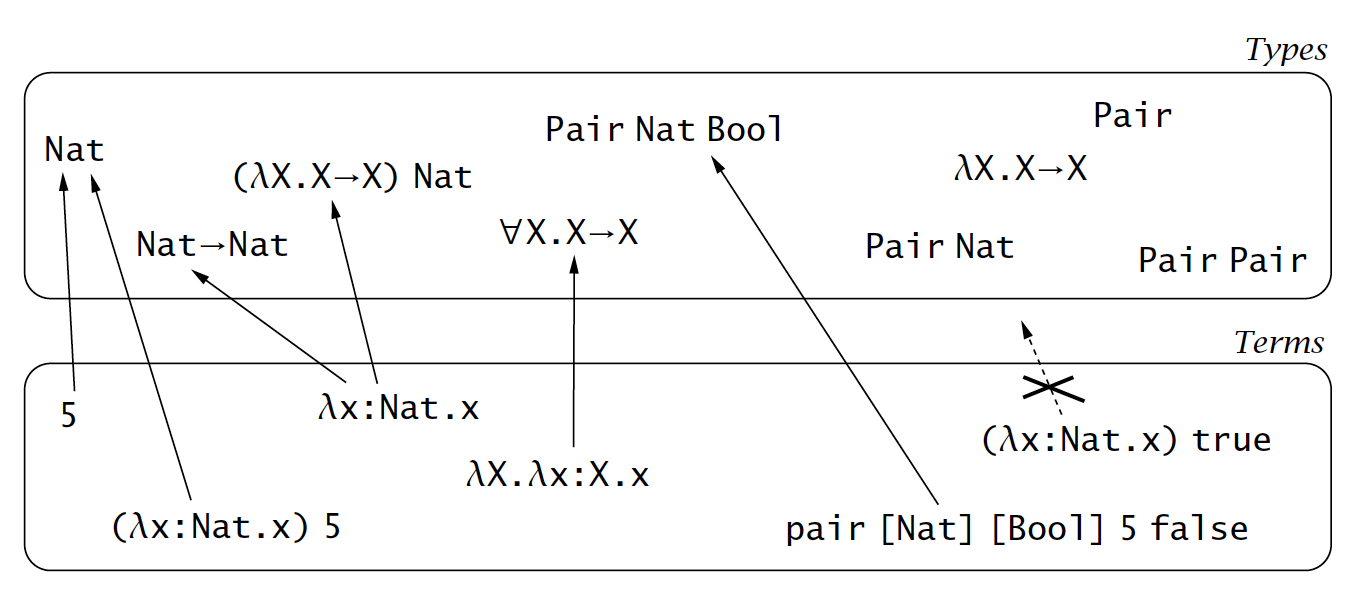 Types
Pair
Pair Nat Bool
Nat
λX.X→X
(λX.X→X) Nat
∀X.X→X
Nat→Nat
Pair Nat
Pair Pair
Terms
5
λx:Nat.x
(λx:Nat.x) true
λX.λx:X.x
(λx:Nat.x) 5
pair [Nat] [Bool] 5 false